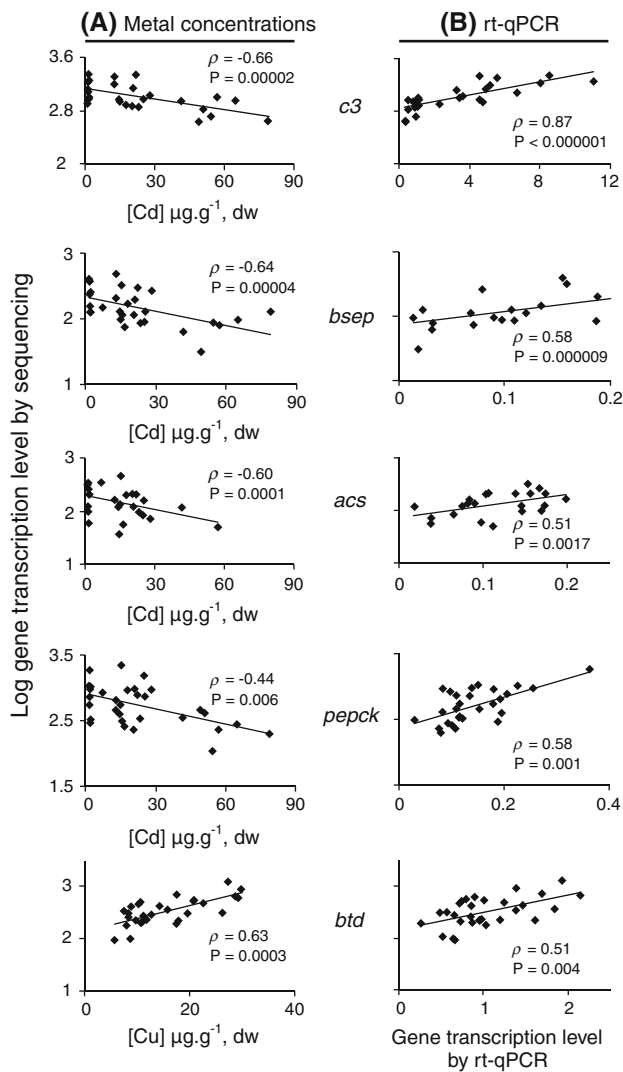 (A) Metal concentrations
(B) rt-qPCR
Log gene transcription level by sequencing
3.6
2.8
2
0
30
60
90
ρ = -0.66
P = 0.00002
[Cd] µg.g⁻¹, dw
c3
ρ = 0.87
P < 0.000001
0
4
8
12
3
2
1
0
30
60
90
ρ = -0.64
P = 0.00004
[Cd] µg.g⁻¹, dw
bsep
ρ = 0.58
P = 0.000009
0
0.1
0.2
3
2
1
0
30
60
90
ρ = -0.60
P = 0.0001
[Cd] µg.g⁻¹, dw
acs
ρ = 0.51
P = 0.0017
0
0.1
0.2
3.5
2.5
1.5
0
30
60
90
ρ = -0.44
P = 0.006
[Cd] µg.g⁻¹, dw
pepck
ρ = 0.58
P = 0.001
0
0.2
0.4
3
2
1
0
20
40
ρ = 0.63
P = 0.0003
[Cu] µg.g⁻¹, dw
btd
ρ = 0.51
P = 0.004
0
1
2
Gene transcription level
by rt-qPCR